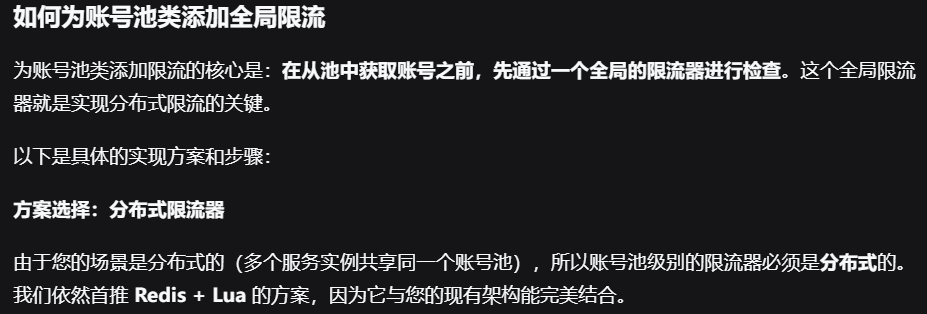 如何为账号池类添加全局限流
为账号池类添加限流的核心是：在从池中获取账号之前，先通过一个全局的限流器进行检查。这个全局限流
器就是实现分布式限流的关键。
以下是具体的实现方案和步骤：
方案选择：分布式限流器
由于您的场景是分布式的（多个服务实例共享同一个账号池），所以账号池级别的限流器必须是分布式的。
我们依然首推 Redis + Lua 的方案，因为它与您的现有架构能完美结合。